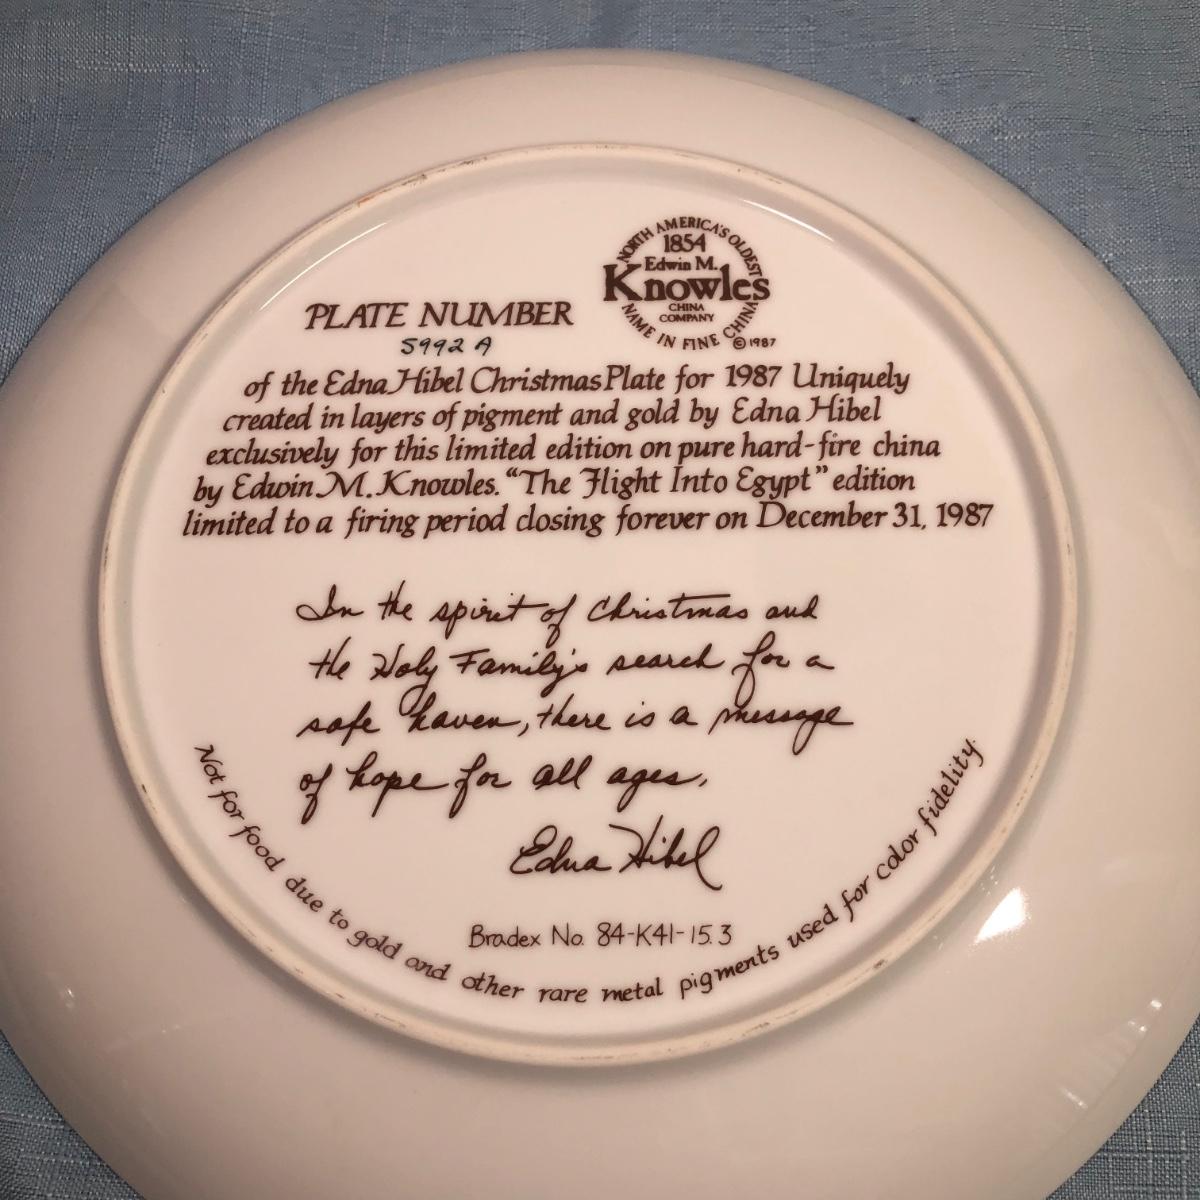 NORTH AMERICA'S OLDEST
1854
Edwin M.
Knowles
CHINA
COMPANY
NAME IN FINE CHINA
©1987
PLATE NUMBER
5992 A
of the Edna Hibel Christmas Plate for 1987 Uniquely
created in layers of pigment and gold by Edna Hibel
exclusively for this limited edition on pure hard-fire china
by Edwin M. Knowles. “The Flight Into Egypt” edition
limited to a firing period closing forever on December 31, 1987
In the spirit of Christmas and
the Holy Family's search for a
safe haven, there is a message
of hope for all ages.
Edna Hibel
Bradex No. 84-K41-15.3
Not for food due to gold and other rare metal pigments used for color fidelity.